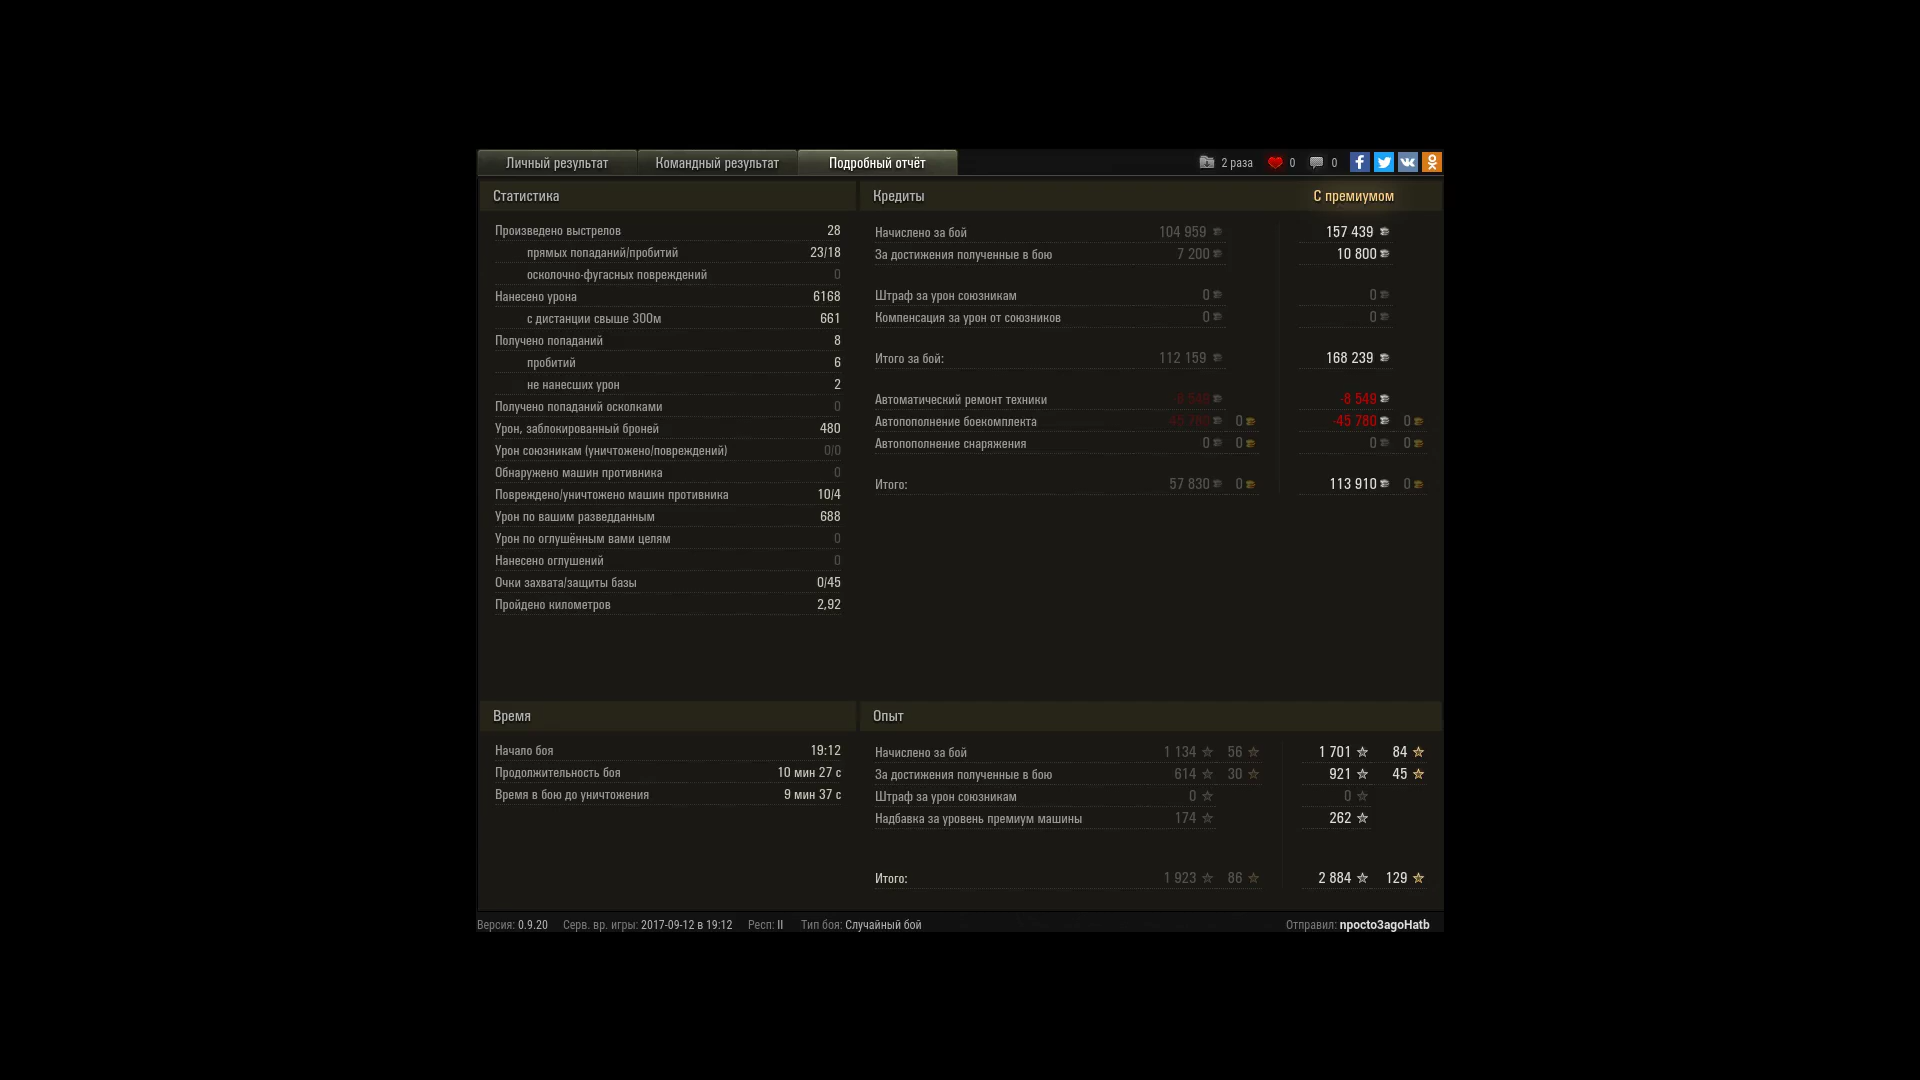 Личный результат Командный результат Подробный отчёт 2 раза 0 0
Статистика
Произведено выстрелов 28
прямых попаданий/пробитий 23/18
осколочно-фугасных повреждений 0
Нанесено урона 6168
с дистанции свыше 300м 661
Получено попаданий 8
пробитий 6
не нанесших урон 2
Получено попаданий осколками 0
Урон, заблокированный броней 480
Урон союзникам (уничтожено/повреждений) 0/0
Обнаружено машин противника 0
Повреждено/уничтожено машин противника 10/4
Урон по вашим разведданным 688
Урон по оглушённым вами целям 0
Нанесено оглушений 0
Очки захвата/защиты базы 0/45
Пройдено километров 2,92
Кредиты С премиумом
Начислено за бой 104 959 157 439
За достижения полученные в бою 7 200 10 800
Штраф за урон союзникам 0 0
Компенсация за урон от союзников 0 0
Итого за бой: 112 159 168 239
Автоматический ремонт техники -8 549 -8 549
Автопополнение боекомплекта -45 780 0 -45 780 0
Автопополнение снаряжения 0 0 0 0
Итого: 57 830 0 113 910 0
Время
Начало боя 19:12
Продолжительность боя 10 мин 27 с
Время в бою до уничтожения 9 мин 37 с
Опыт
Начислено за бой 1 134 56 1 701 84
За достижения полученные в бою 614 30 921 45
Штраф за урон союзникам 0 0
Надбавка за уровень премиум машины 174 262
Итого: 1 923 86 2 884 129
Версия: 0.9.20 Серв. вр. игры: 2017-09-12 в 19:12 Респ: II Тип боя: Случайный бой Отправил: npocto3agoHatb